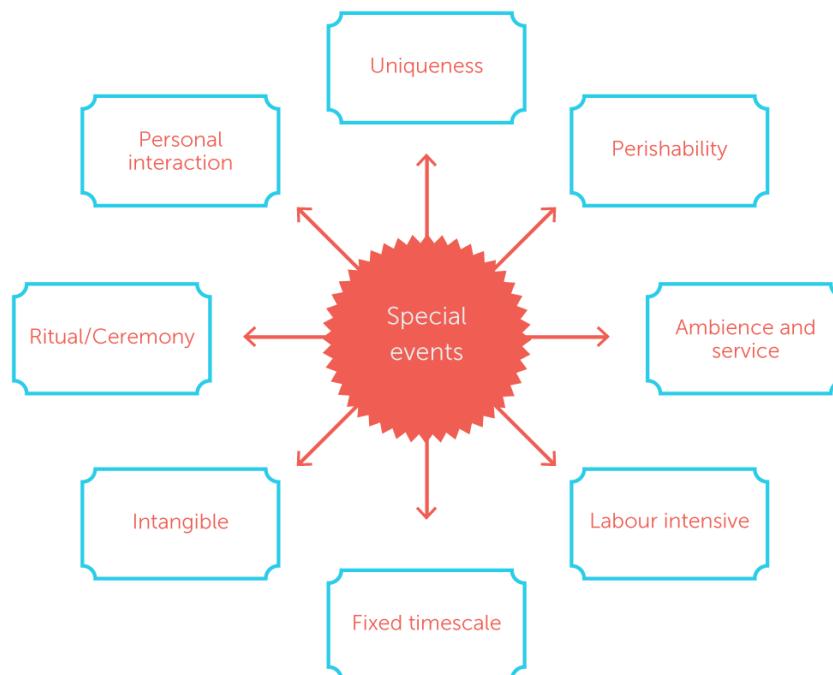 Uniqueness
Personal
interaction
Perishability
Special
events
Ritual/Ceremony
Ambience and
service
Intangible
Labour intensive
Fixed timescale